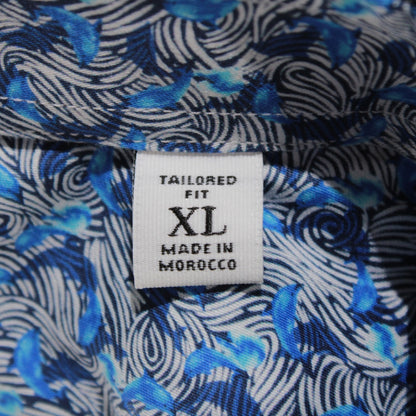 TAILORED
FIT
XL
MADE IN
MOROCCO